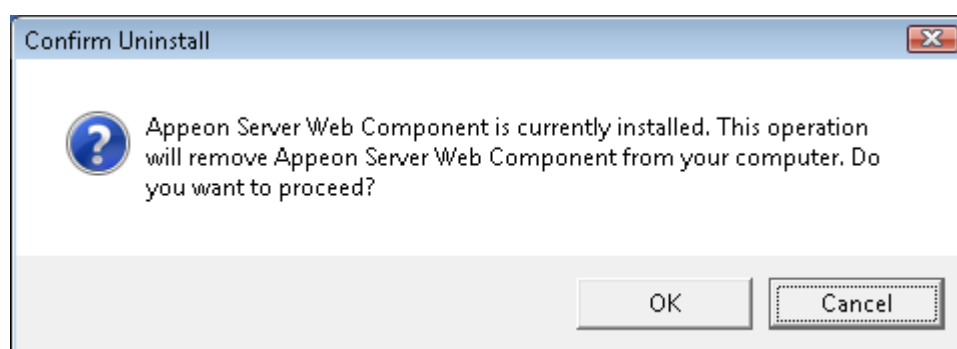 Confirm Uninstall
Appeon Server Web Component is currently installed. This operation
will remove Appeon Server Web Component from your computer. Do
you want to proceed?
OK
Cancel